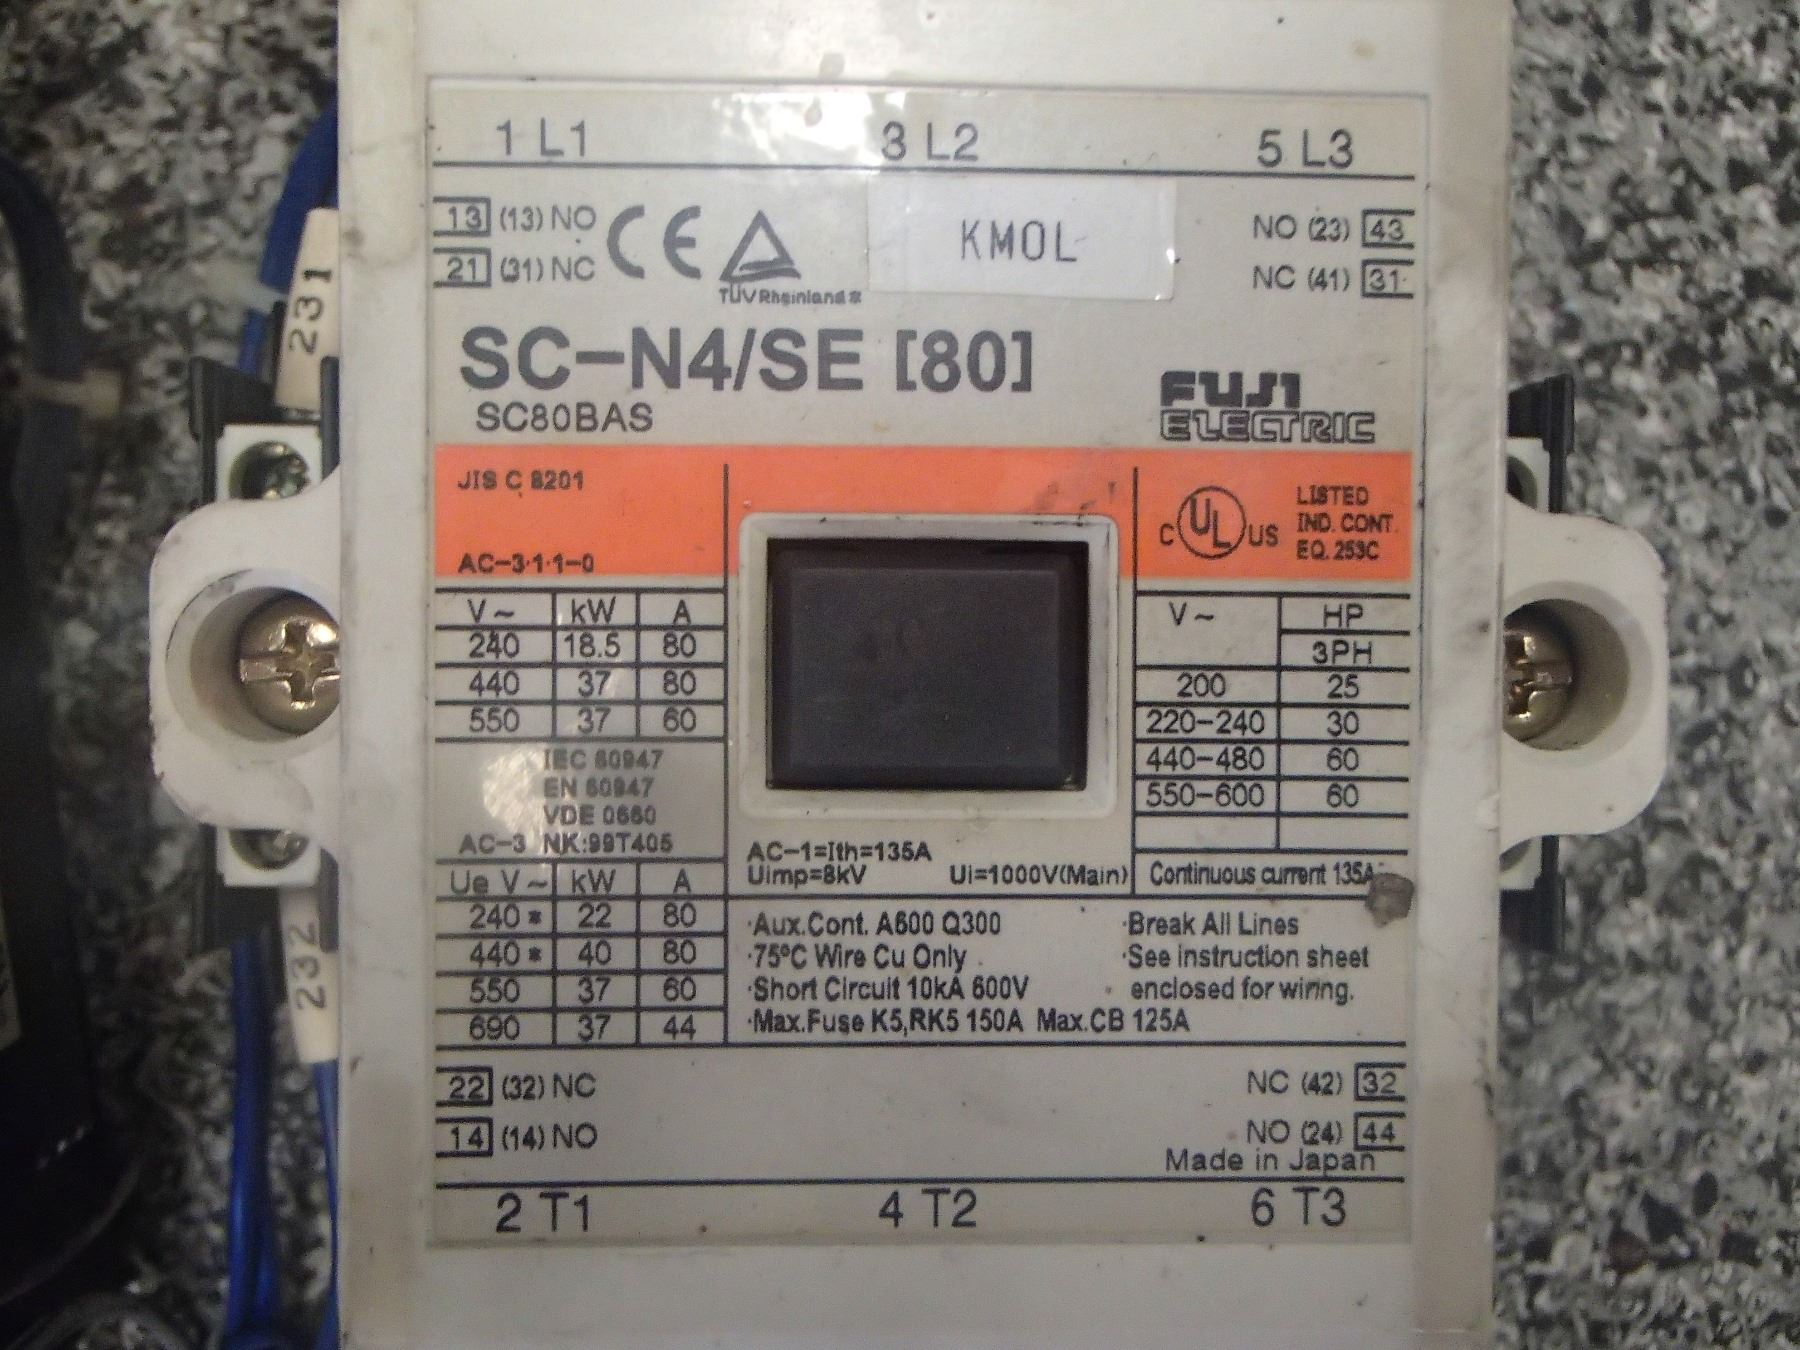 1 L1 3 L2 5 L3
13 (13) NO CE NO (23) 43
21 (31) NC NC (41) 31
TÜVRheinland
KMOL
231
SC-N4/SE [80]
SC80BAS
FUJI
ELECTRIC
JIS C 8201
AC-3·1·1-0
V~ kW A
240 18.5 80
440 37 80
550 37 60
IEC 60947
EN 60947
VDE 0660
AC-3 NK:99T405
Ue V~ kW A
240* 22 80
440* 40 80
550 37 60
690 37 44
C UL US
LISTED
IND. CONT.
EQ. 253C
V~ HP
3PH
200 25
220-240 30
440-480 60
550-600 60
AC-1=Ith=135A
Uimp=8kV Ui=1000V(Main)
Continuous current 135A
·Aux.Cont. A600 Q300 ·Break All Lines
·75°C Wire Cu Only ·See instruction sheet
·Short Circuit 10kA 600V enclosed for wiring.
·Max.Fuse K5,RK5 150A Max.CB 125A
232
22 (32) NC NC (42) 32
14 (14) NO NO (24) 44
Made in Japan
2 T1 4 T2 6 T3